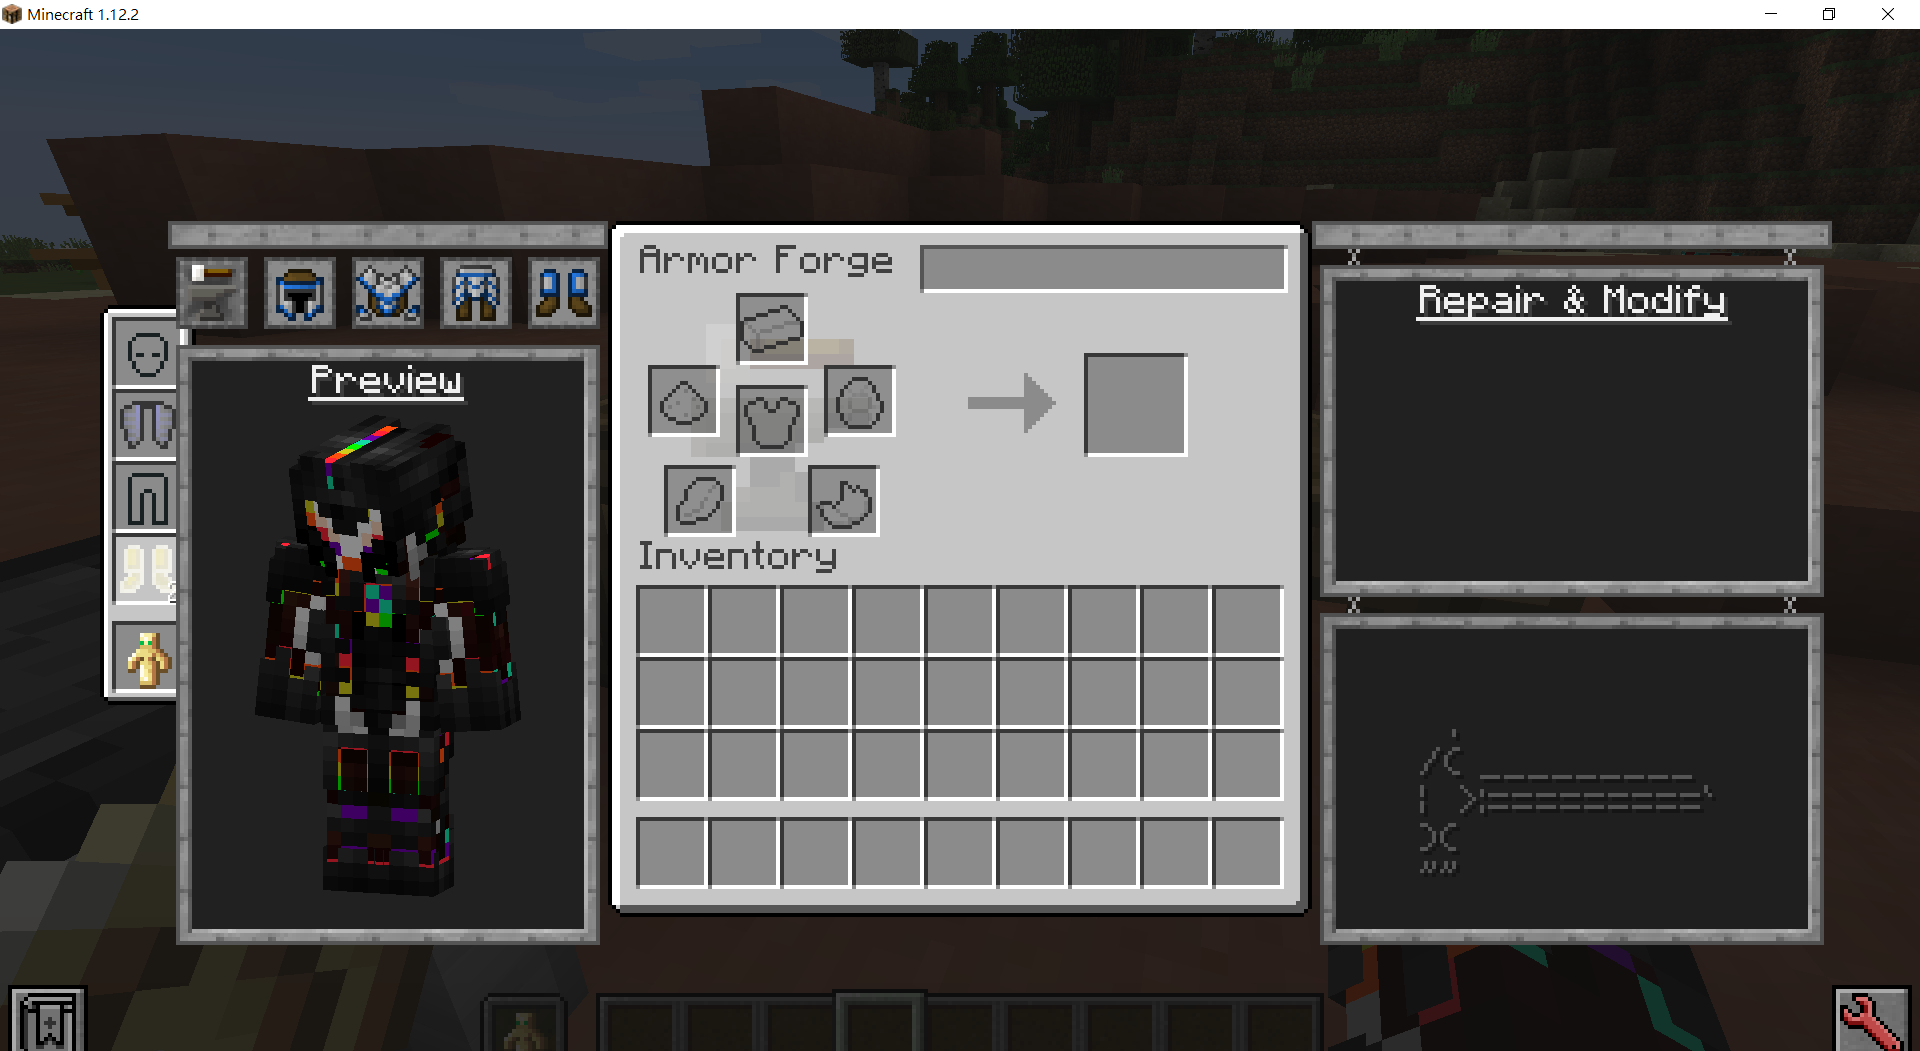 Minecraft 1.12.2
Armor Forge
Repair & Modify
Preview
Inventory